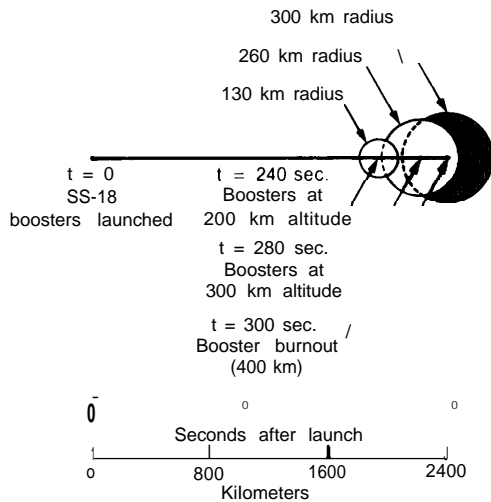 300 km radius
260 km radius
130 km radius
t = 0
SS-18
boosters launched
t = 240 sec.
Boosters at
200 km altitude
t = 280 sec.
Boosters at
300 km altitude
t = 300 sec.
Booster burnout
(400 km)
0 0 0
Seconds after launch
0 800 1600 2400
Kilometers